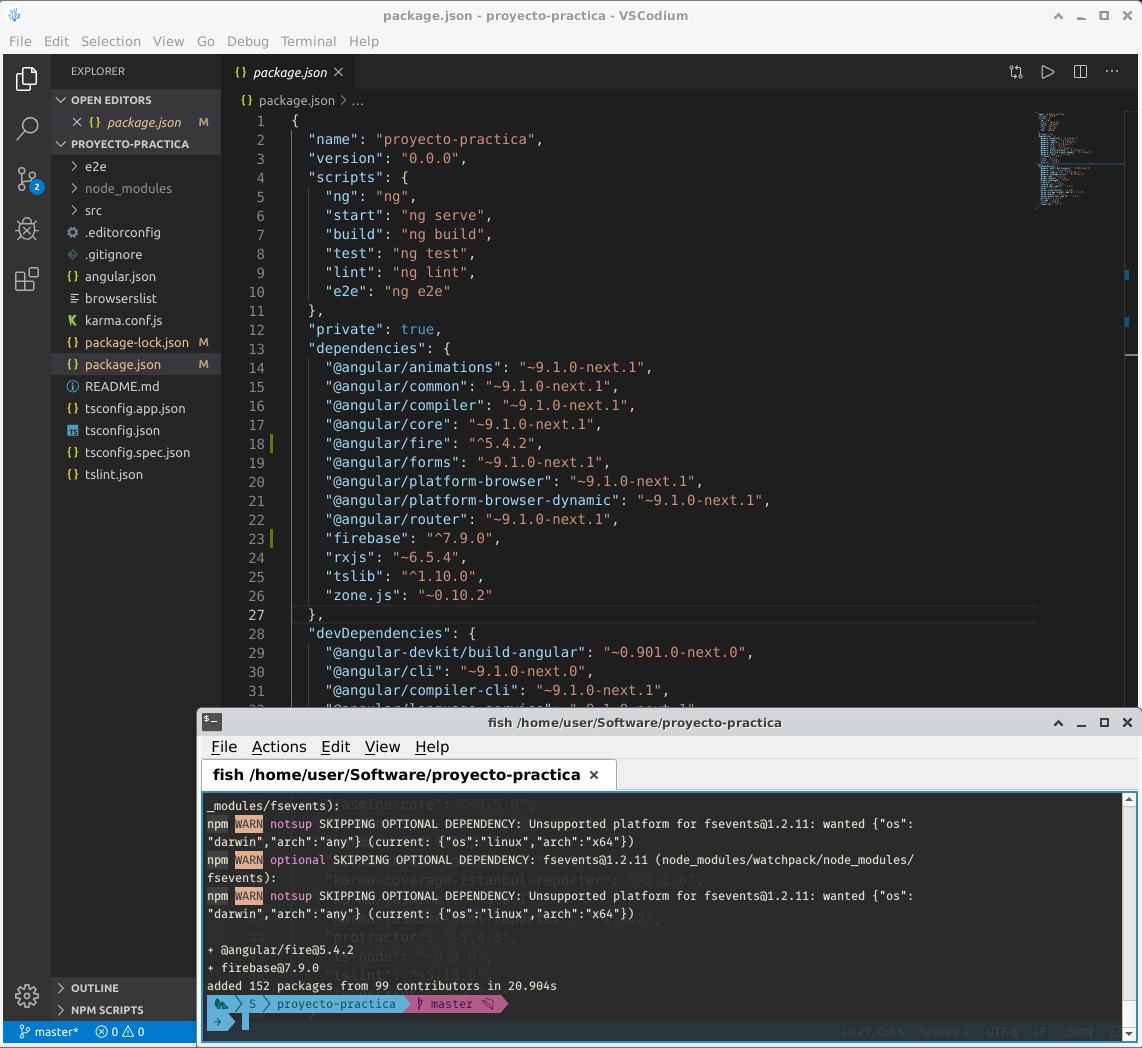 package.json - proyecto-practica - VSCodium
File Edit Selection View Go Debug Terminal Help
EXPLORER
OPEN EDITORS
{} package.json M
PROYECTO-PRACTICA
e2e
node_modules
src
.editorconfig
.gitignore
{} angular.json
browserslist
karma.conf.js
{} package-lock.json M
{} package.json M
README.md
{} tsconfig.app.json
TS tsconfig.json
{} tsconfig.spec.json
{} tslint.json
OUTLINE
NPM SCRIPTS
2
{} package.json
{} package.json > ...
1 {
2 "name": "proyecto-practica",
3 "version": "0.0.0",
4 "scripts": {
5 "ng": "ng",
6 "start": "ng serve",
7 "build": "ng build",
8 "test": "ng test",
9 "lint": "ng lint",
10 "e2e": "ng e2e"
11 },
12 "private": true,
13 "dependencies": {
14 "@angular/animations": "~9.1.0-next.1",
15 "@angular/common": "~9.1.0-next.1",
16 "@angular/compiler": "~9.1.0-next.1",
17 "@angular/core": "~9.1.0-next.1",
18 "@angular/fire": "^5.4.2",
19 "@angular/forms": "~9.1.0-next.1",
20 "@angular/platform-browser": "~9.1.0-next.1",
21 "@angular/platform-browser-dynamic": "~9.1.0-next.1",
22 "@angular/router": "~9.1.0-next.1",
23 "firebase": "^7.9.0",
24 "rxjs": "~6.5.4",
25 "tslib": "^1.10.0",
26 "zone.js": "~0.10.2"
27 },
28 "devDependencies": {
29 "@angular-devkit/build-angular": "~0.901.0-next.0",
30 "@angular/cli": "~9.1.0-next.0",
31 "@angular/compiler-cli": "~9.1.0-next.1",
fish /home/user/Software/proyecto-practica
File Actions Edit View Help
fish /home/user/Software/proyecto-practica
_modules/fsevents):
npm WARN notsup SKIPPING OPTIONAL DEPENDENCY: Unsupported platform for fsevents@1.2.11: wanted {"os":
"darwin","arch":"any"} (current: {"os":"linux","arch":"x64"})
npm WARN optional SKIPPING OPTIONAL DEPENDENCY: fsevents@1.2.11 (node_modules/watchpack/node_modules/
fsevents):
npm WARN notsup SKIPPING OPTIONAL DEPENDENCY: Unsupported platform for fsevents@1.2.11: wanted {"os":
"darwin","arch":"any"} (current: {"os":"linux","arch":"x64"})
+ @angular/fire@5.4.2
+ firebase@7.9.0
added 152 packages from 99 contributors in 20.904s
S proyecto-practica master
"karma-coverage-istanbul-reporter": "~2.1.0",
"protractor": "~5.4.3",
master* 0 0
Ln 27, Col 5 Spaces: 2 UTF-8 LF JSON